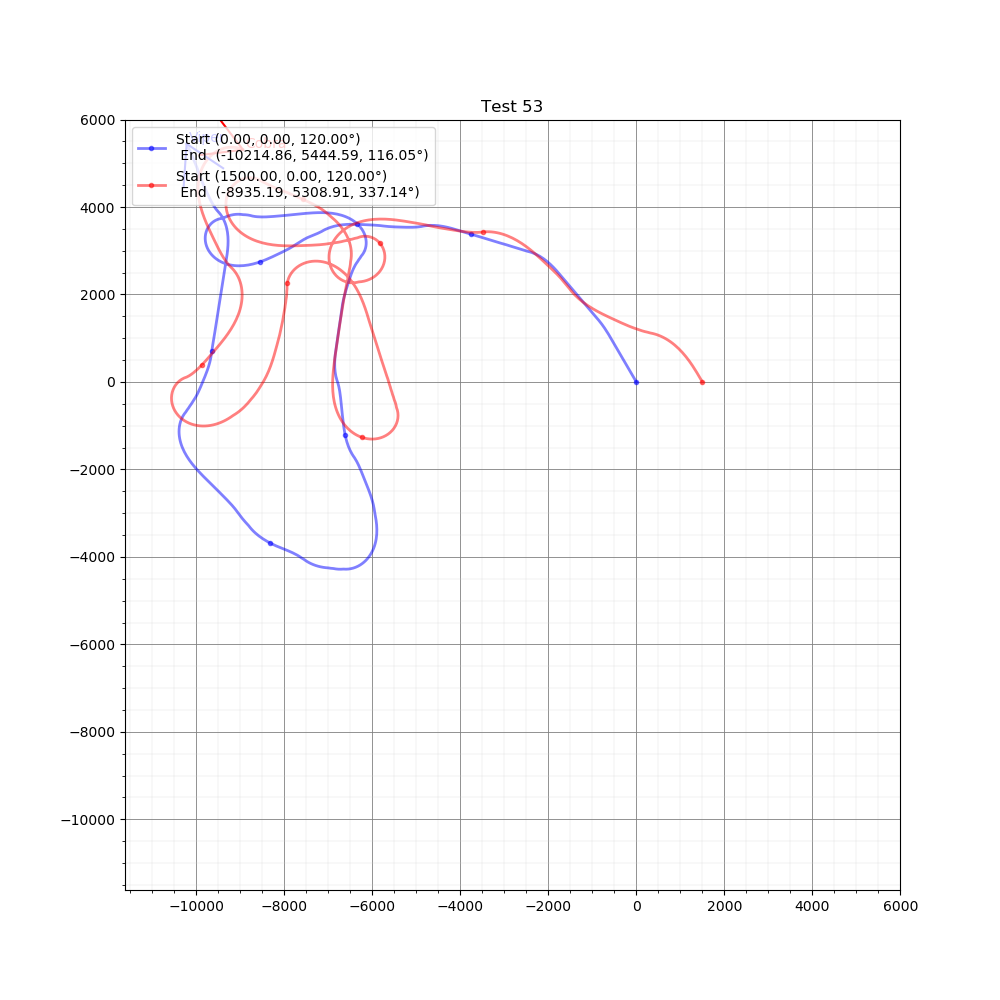 Test 53
Start (0.00, 0.00, 120.00°)
End (-10214.86, 5444.59, 116.05°)
Start (1500.00, 0.00, 120.00°)
End (-8935.19, 5308.91, 337.14°)
6000
4000
2000
0
−2000
−4000
−6000
−8000
−10000
−10000 −8000 −6000 −4000 −2000 0 2000 4000 6000